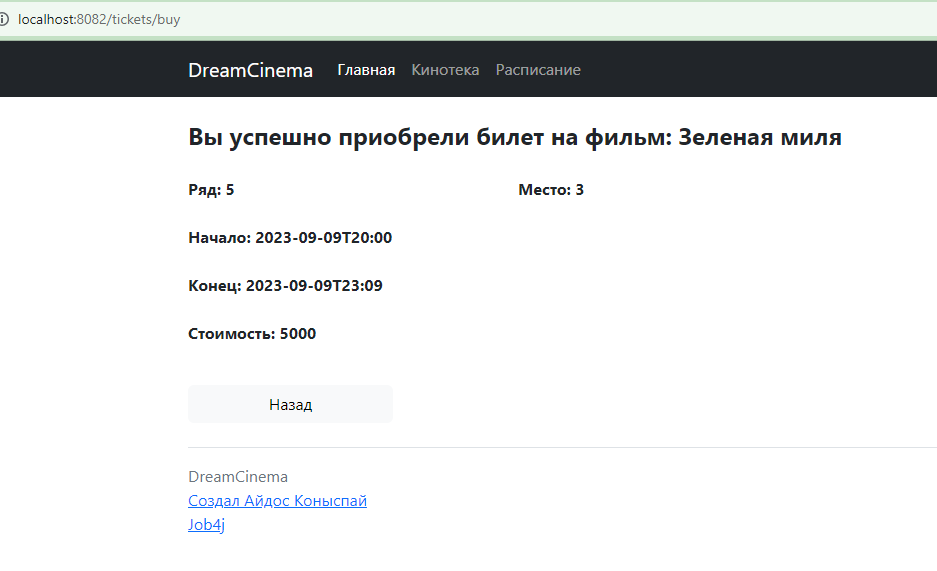 localhost:8082/tickets/buy
DreamCinema Главная Кинотека Расписание
Вы успешно приобрели билет на фильм: Зеленая миля
Ряд: 5 Место: 3
Начало: 2023-09-09T20:00
Конец: 2023-09-09T23:09
Стоимость: 5000
Назад
DreamCinema
Создал Айдос Коныспай
Job4j